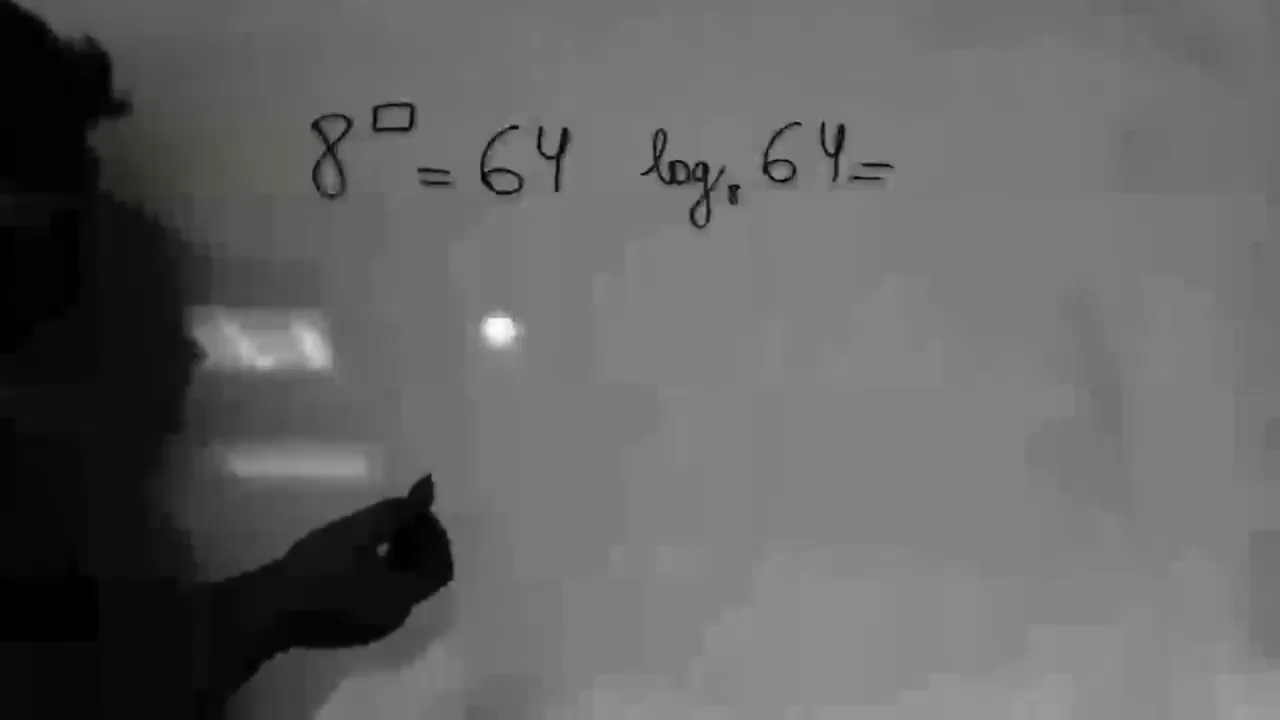 8^□ = 64 log₈ 64 =